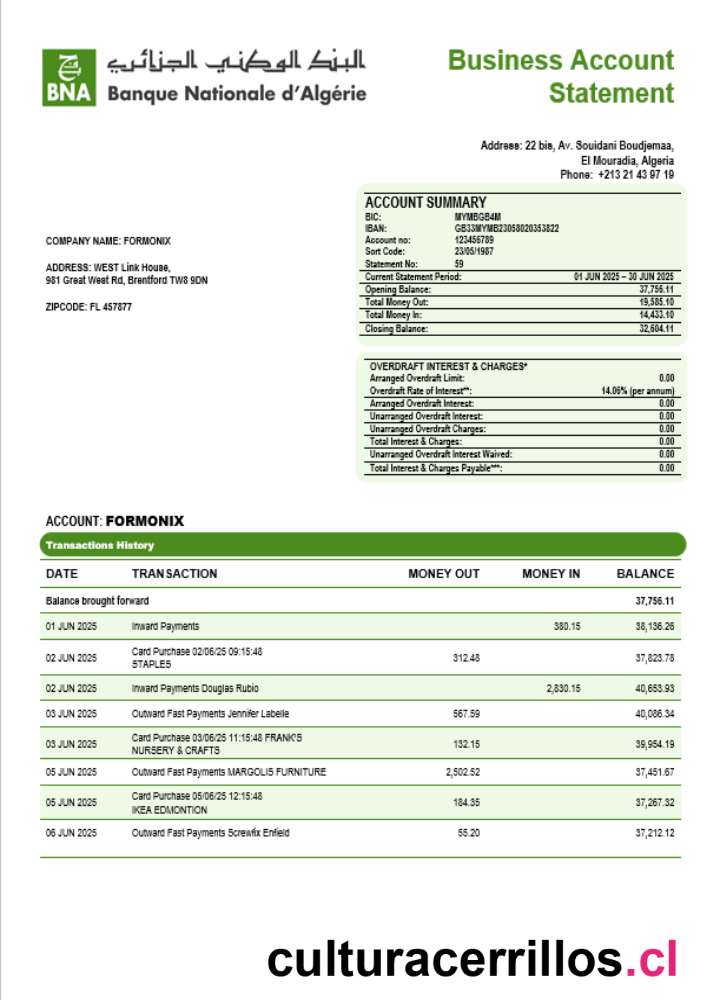 البنك الوطني الجزائري
BNA
Banque Nationale d'Algérie
Business Account
Statement
Address: 22 bis, Av. Souidani Boudjemaa,
El Mouradia, Algeria
Phone: +213 21 43 97 19
COMPANY NAME: FORMONIX
ADDRESS: WEST Link House,
981 Great West Rd, Brentford TW8 9DN
ZIPCODE: FL 457877
ACCOUNT SUMMARY
BIC: MYMBGB4M
IBAN: GB33MYMB23058020353822
Account no: 123456789
Sort Code: 23/05/1987
Statement No: 59
Current Statement Period: 01 JUN 2025 – 30 JUN 2025
Opening Balance: 37,756.11
Total Money Out: 19,585.10
Total Money In: 14,433.10
Closing Balance: 32,604.11
OVERDRAFT INTEREST & CHARGES*
Arranged Overdraft Limit: 0.00
Overdraft Rate of Interest**: 14.06% (per annum)
Arranged Overdraft Interest: 0.00
Unarranged Overdraft Interest: 0.00
Unarranged Overdraft Charges: 0.00
Total Interest & Charges: 0.00
Unarranged Overdraft Interest Waived: 0.00
Total Interest & Charges Payable***: 0.00
ACCOUNT: FORMONIX
Transactions History
DATE TRANSACTION MONEY OUT MONEY IN BALANCE
Balance brought forward 37,756.11
01 JUN 2025 Inward Payments 380.15 38,136.26
02 JUN 2025 Card Purchase 02/06/25 09:15:48 312.48 37,823.78
STAPLES
02 JUN 2025 Inward Payments Douglas Rubio 2,830.15 40,653.93
03 JUN 2025 Outward Fast Payments Jennifer Labelle 567.59 40,086.34
03 JUN 2025 Card Purchase 03/06/25 11:15:48 FRANK'S 132.15 39,954.19
NURSERY & CRAFTS
05 JUN 2025 Outward Fast Payments MARGOLIS FURNITURE 2,502.52 37,451.67
05 JUN 2025 Card Purchase 05/06/25 12:15:48 184.35 37,267.32
IKEA EDMONTION
06 JUN 2025 Outward Fast Payments Screwfix Enfield 55.20 37,212.12
culturacerrillos.cl